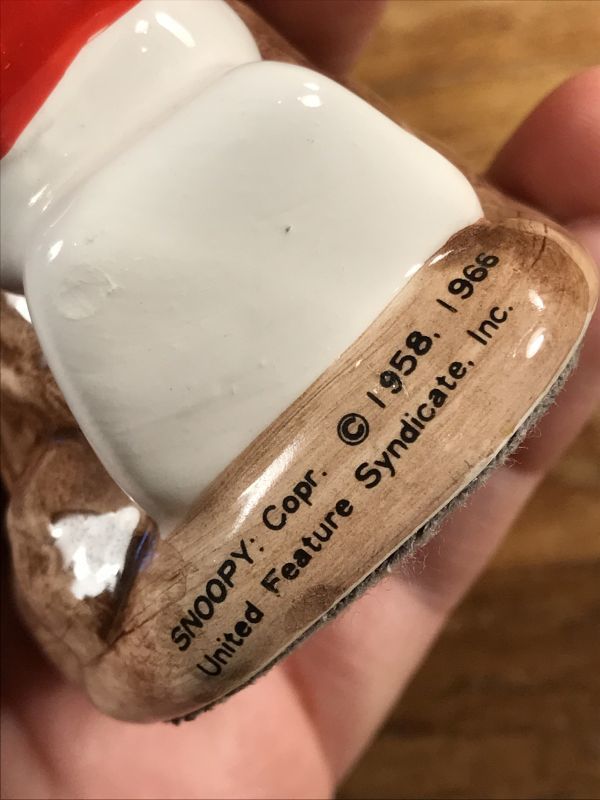 SNOOPY: Copr. © 1958, 1966
United Feature Syndicate, Inc.